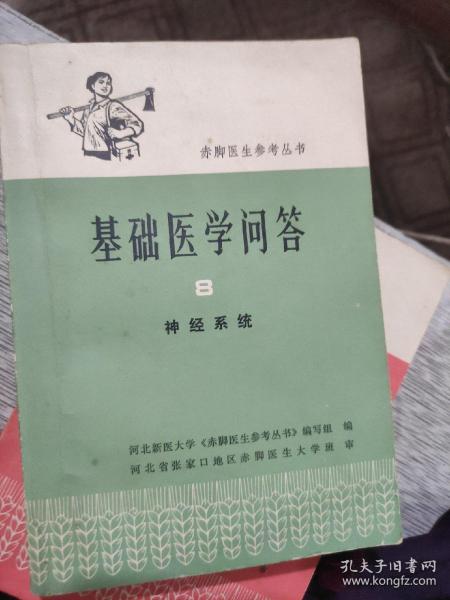 赤脚医生参考丛书
基础医学问答
8
神经系统
河北新医大学《赤脚医生参考丛书》编写组 编
河北省张家口地区赤脚医生大学班 审
孔夫子旧书网
www.kongfz.com